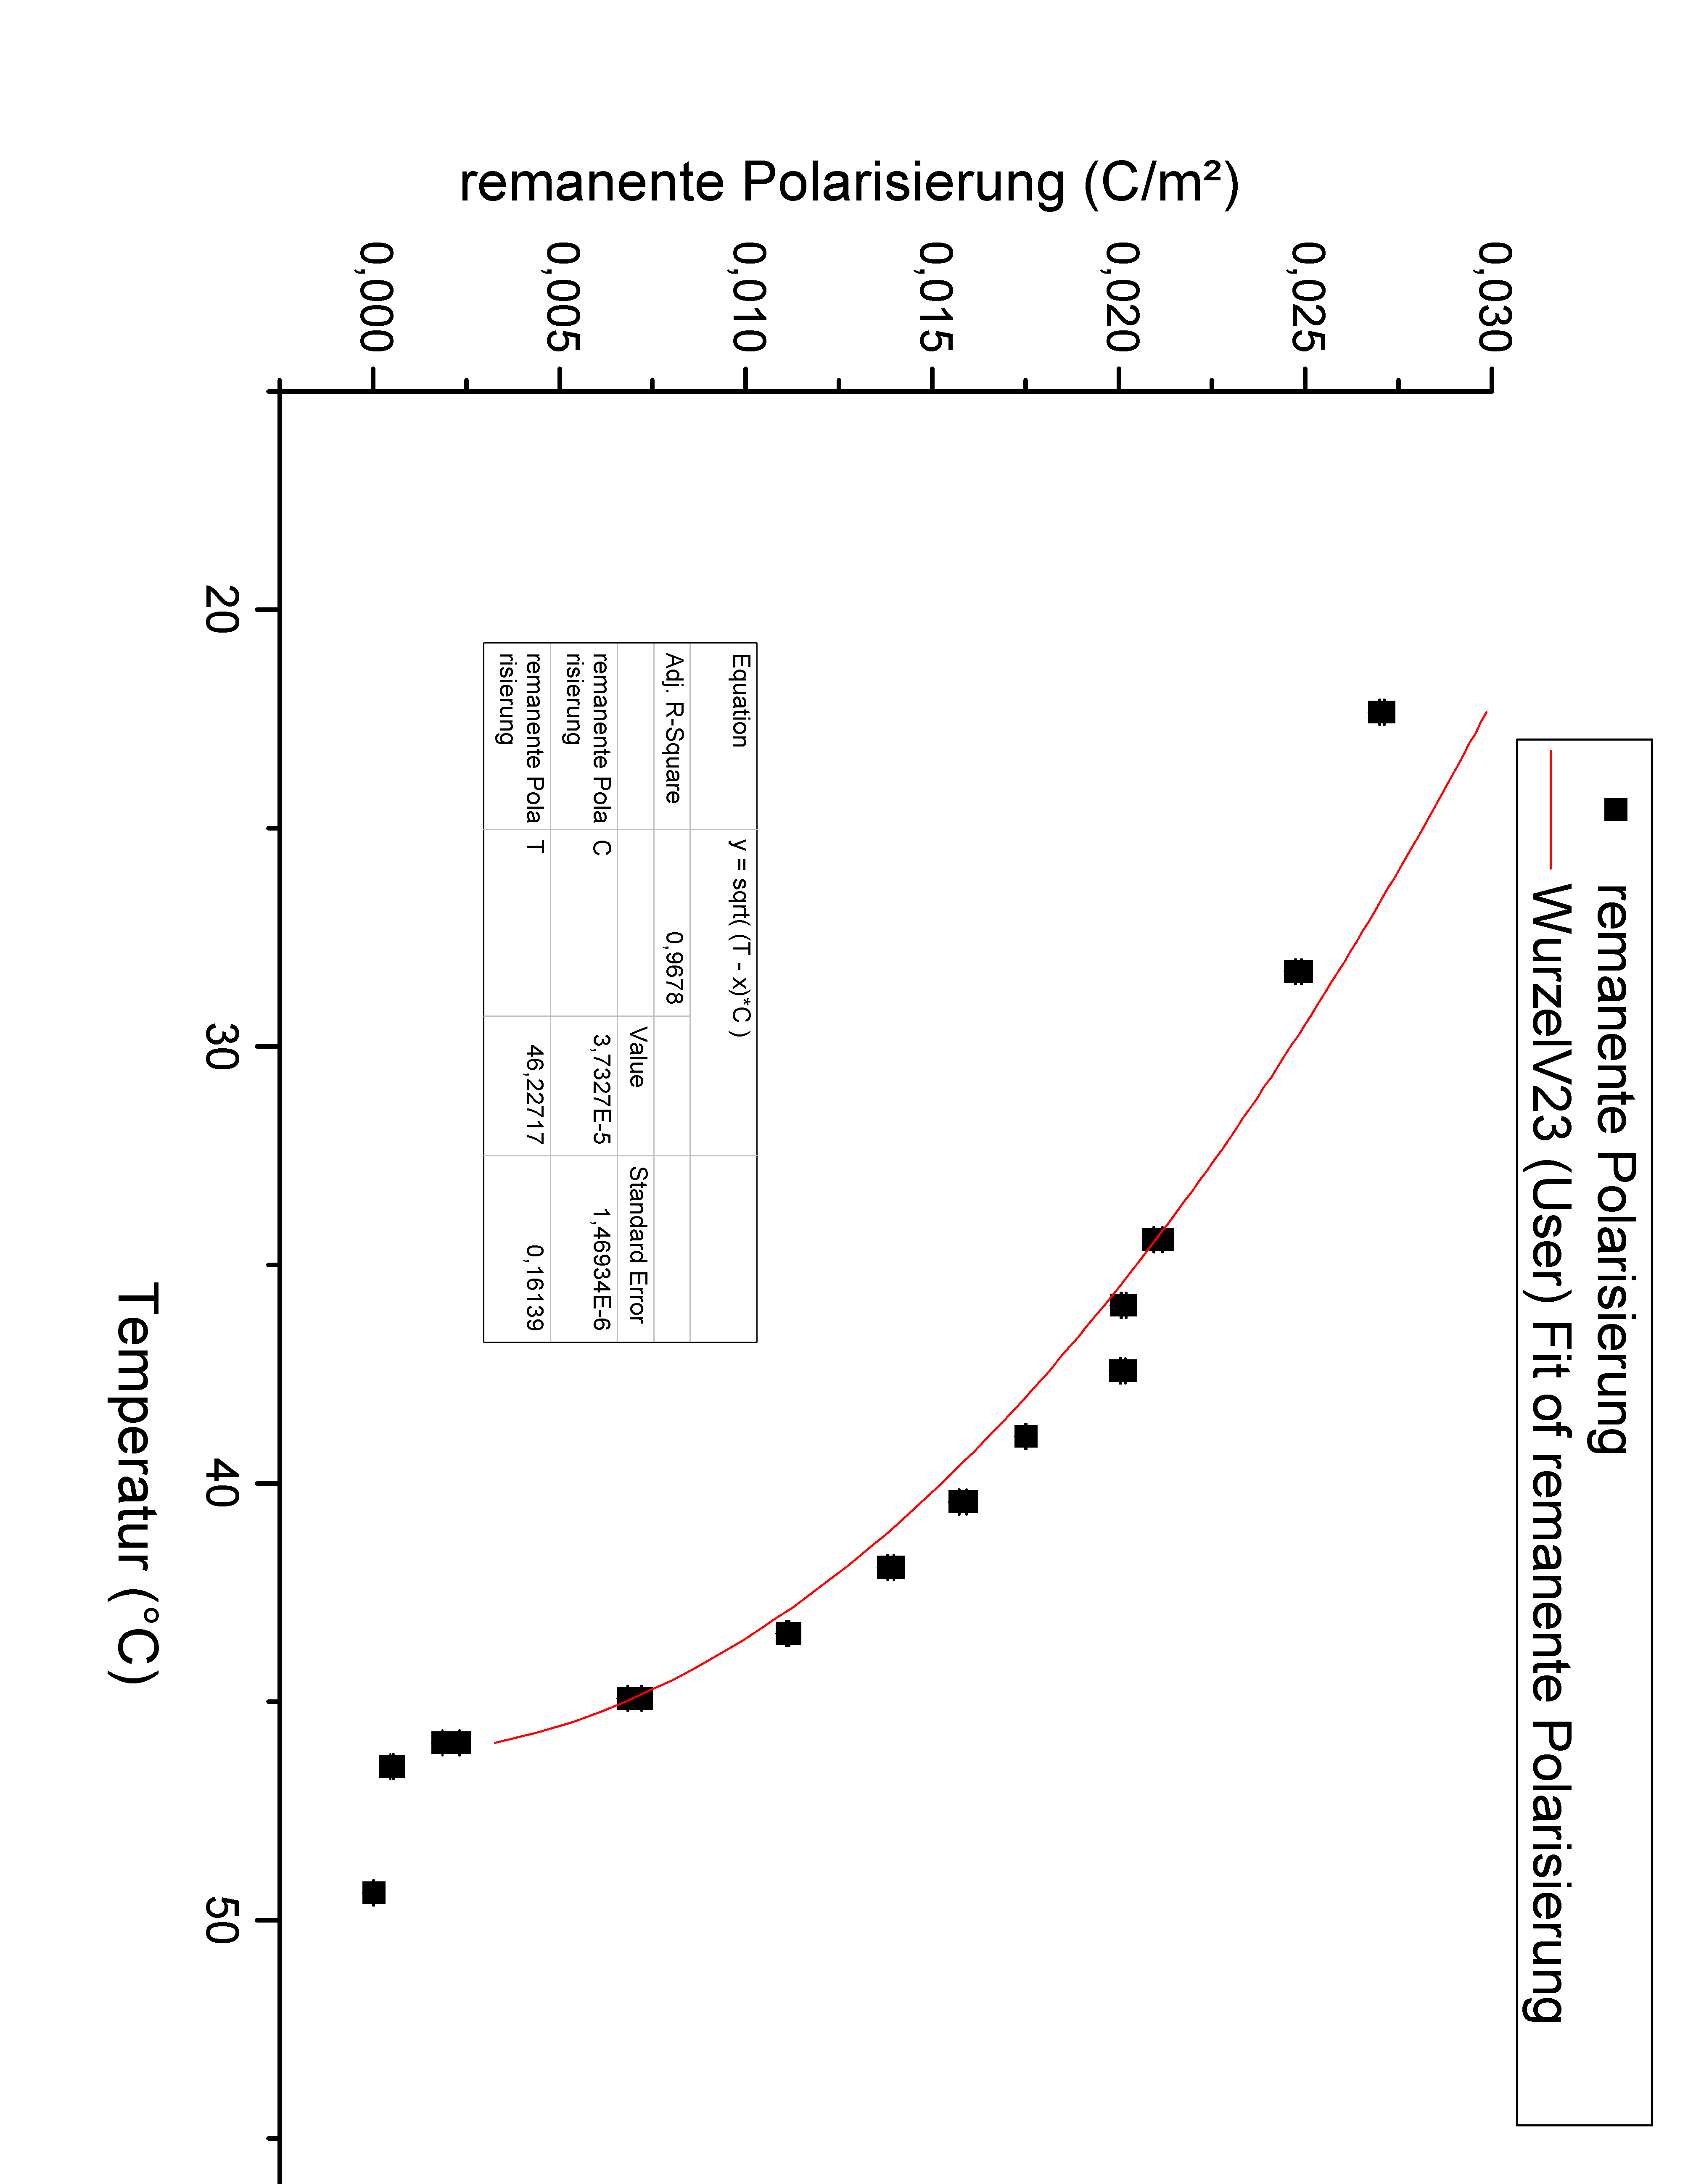 remanente Polarisierung
WurzelV23 (User) Fit of remanente Polarisierung
remanente Polarisierung (C/m²)
0,030
0,025
0,020
0,015
0,010
0,005
0,000
Equation y = sqrt( (T - x)*C )
Adj. R-Square 0,9678
Value Standard Error
remanente Pola C 3,7327E-5 1,46934E-6
risierung
remanente Pola T 46,22717 0,16139
risierung
20 30 40 50
Temperatur (°C)